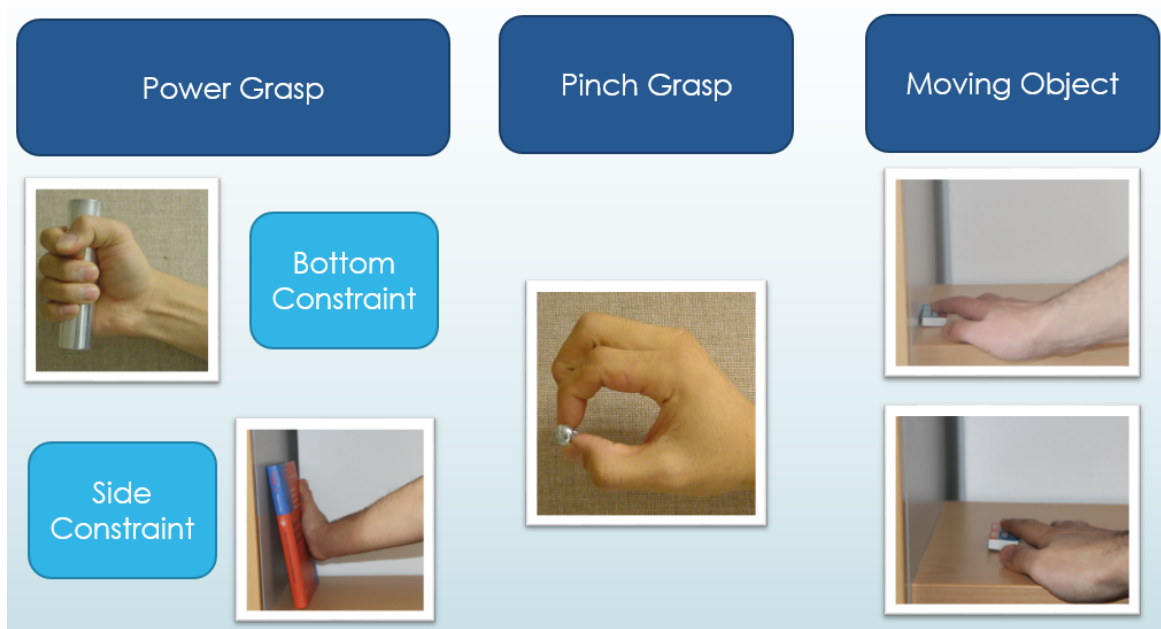 Power Grasp
Pinch Grasp
Moving Object
Bottom
Constraint
Side
Constraint